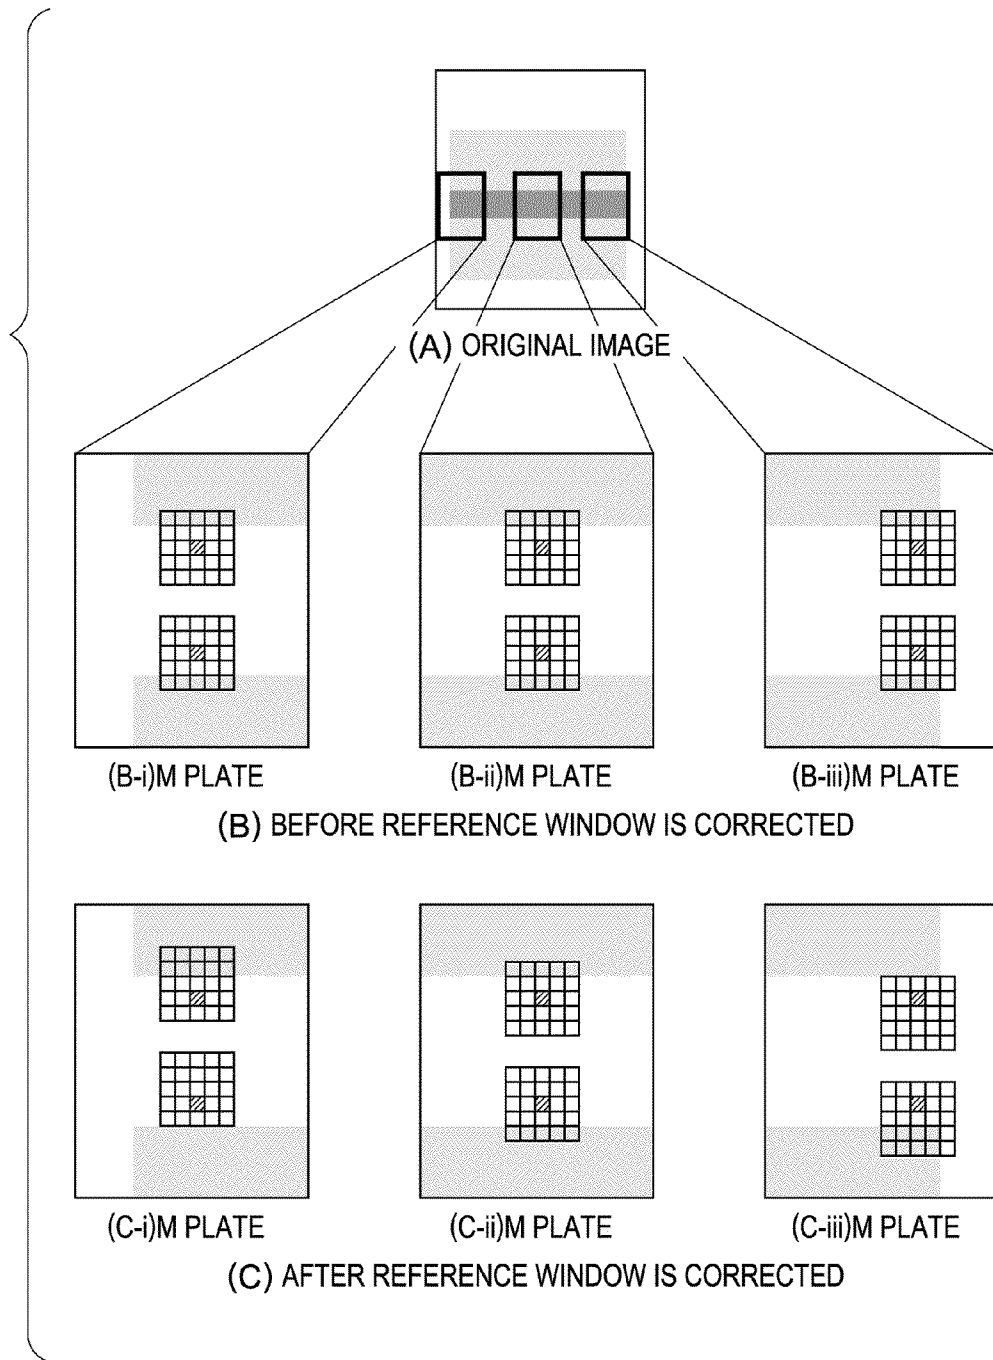 (A) ORIGINAL IMAGE
(B-i)M PLATE
(B-ii)M PLATE
(B-iii)M PLATE
(B) BEFORE REFERENCE WINDOW IS CORRECTED
(C-i)M PLATE
(C-ii)M PLATE
(C-iii)M PLATE
(C) AFTER REFERENCE WINDOW IS CORRECTED